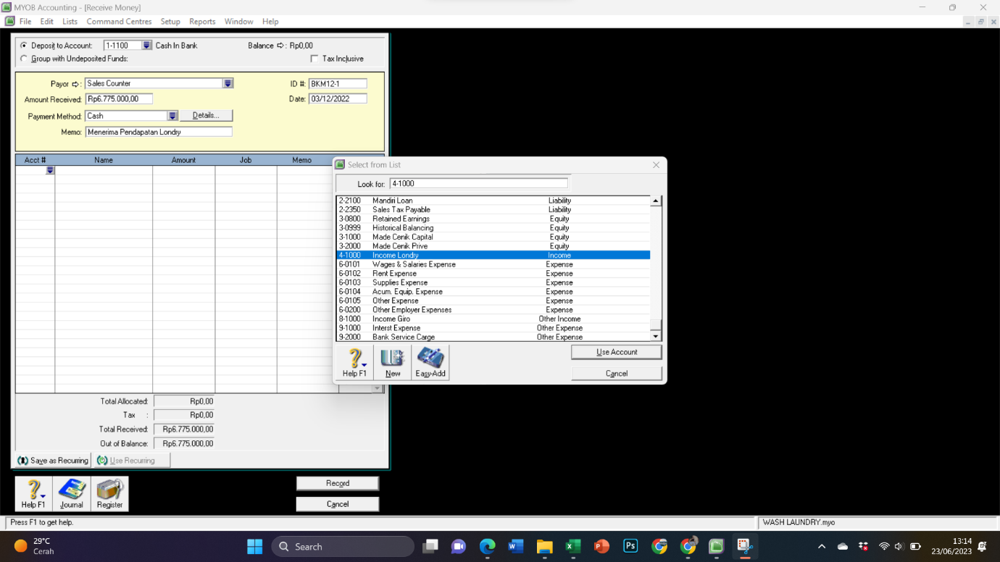 MYOB Accounting - [Receive Money]
File Edit Lists Command Centres Setup Reports Window Help
Deposit to Account: 1-1100 Cash In Bank Balance : Rp0,00
Group with Undeposited Funds: Tax Inclusive
Payor : Sales Counter ID #: BKM12-1
Amount Received: Rp6.775.000,00 Date: 03/12/2022
Payment Method: Cash Details...
Memo: Menerima Pendapatan Londry
Acct # Name Amount Job Memo
Select from List
Look for: 4-1000
2-2100 Mandiri Loan Liability
2-2350 Sales Tax Payable Liability
3-0800 Retained Earnings Equity
3-0999 Historical Balancing Equity
3-1000 Made Cenik Capital Equity
3-2000 Made Cenik Prive Equity
4-1000 Income Londry Income
6-0101 Wages & Salaries Expense Expense
6-0102 Rent Expense Expense
6-0103 Supplies Expense Expense
6-0104 Acum. Equip. Expense Expense
6-0105 Other Expense Expense
6-0200 Other Employer Expenses Expense
8-1000 Income Giro Other Income
9-1000 Interst Expense Other Expense
9-2000 Bank Service Carge Other Expense
Use Account
Help F1 New Easy-Add Cancel
Total Allocated: Rp0,00
Tax : Rp0,00
Total Received: Rp6.775.000,00
Out of Balance: Rp6.775.000,00
Save as Recurring Use Recurring
Record
Help F1 Journal Register Cancel
Press F1 to get help. WASH LAUNDRY.myo
29°C
Cerah
Search
13:14
23/06/2023